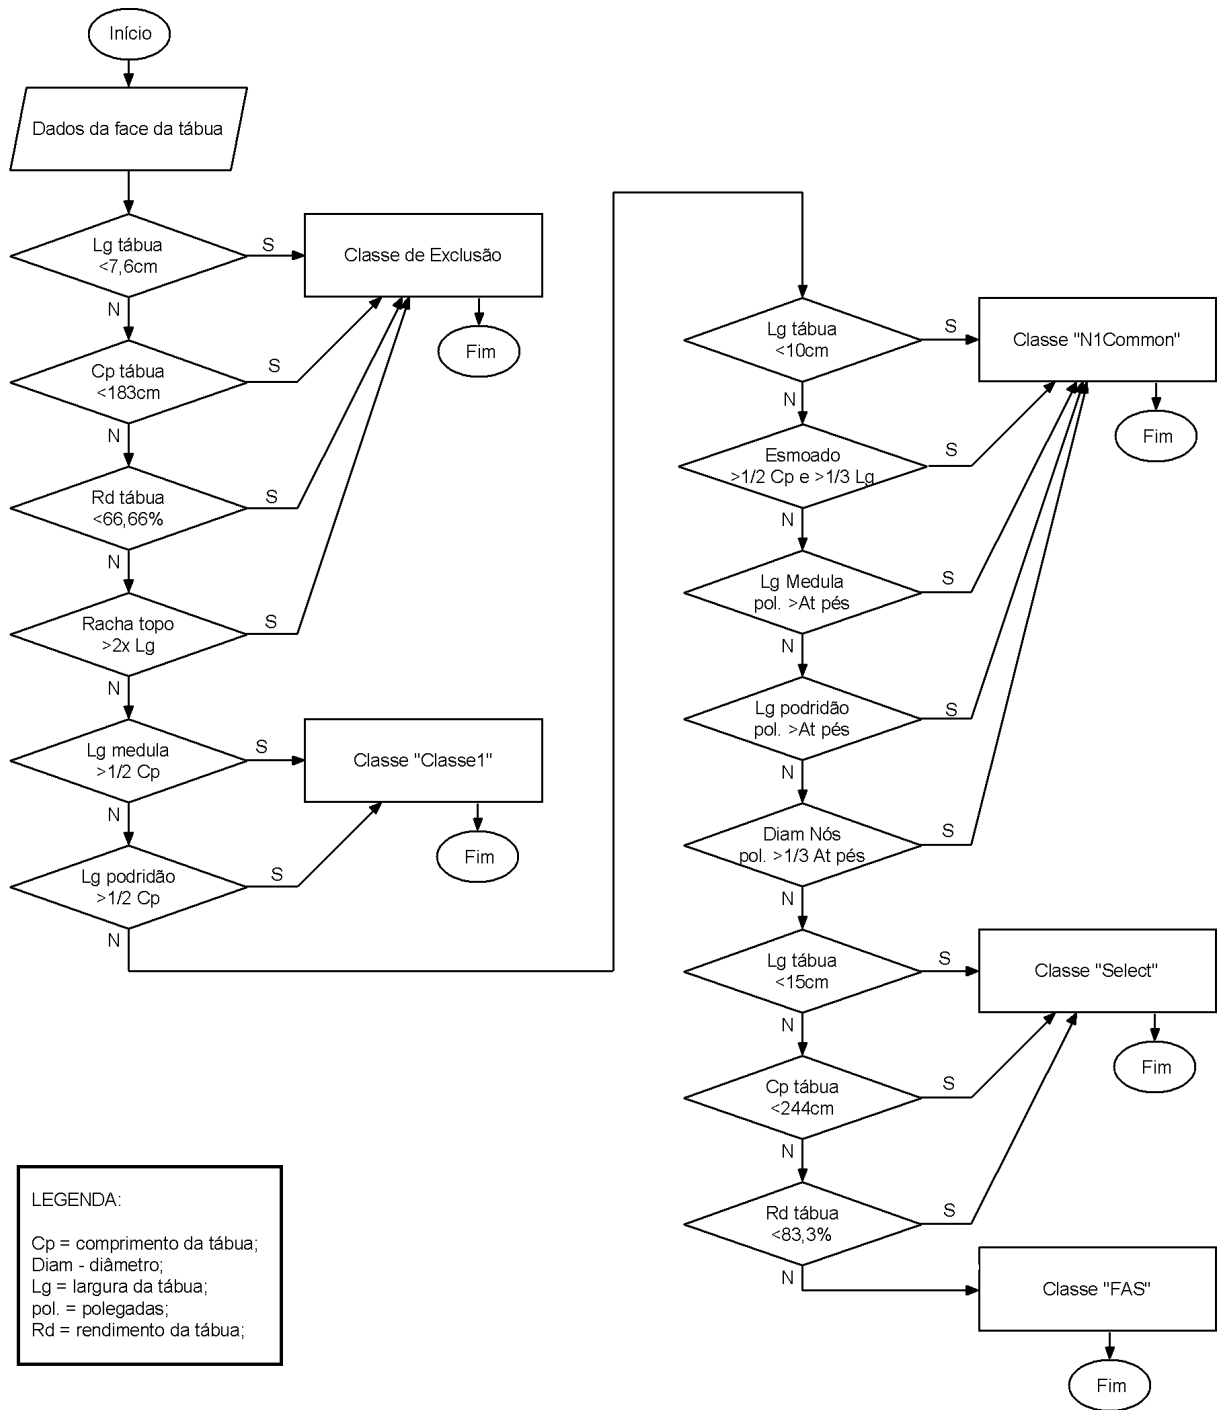 Início
Dados da face da tábua
Lg tábua
<7,6cm
S
Classe de Exclusão
Fim
N
Cp tábua
<183cm
S
N
Rd tábua
<66,66%
S
N
Racha topo
>2x Lg
S
N
Lg medula
>1/2 Cp
S
Classe "Classe1"
Fim
N
Lg podridão
>1/2 Cp
S
N
Lg tábua
<10cm
S
Classe "N1Common"
Fim
N
Esmoado
>1/2 Cp e >1/3 Lg
S
N
Lg Medula
pol. >At pés
S
N
Lg podridão
pol. >At pés
S
N
Diam Nós
pol. >1/3 At pés
S
N
Lg tábua
<15cm
S
Classe "Select"
Fim
N
Cp tábua
<244cm
S
N
Rd tábua
<83,3%
S
N
Classe "FAS"
Fim
LEGENDA:
Cp = comprimento da tábua;
Diam - diâmetro;
Lg = largura da tábua;
pol. = polegadas;
Rd = rendimento da tábua;